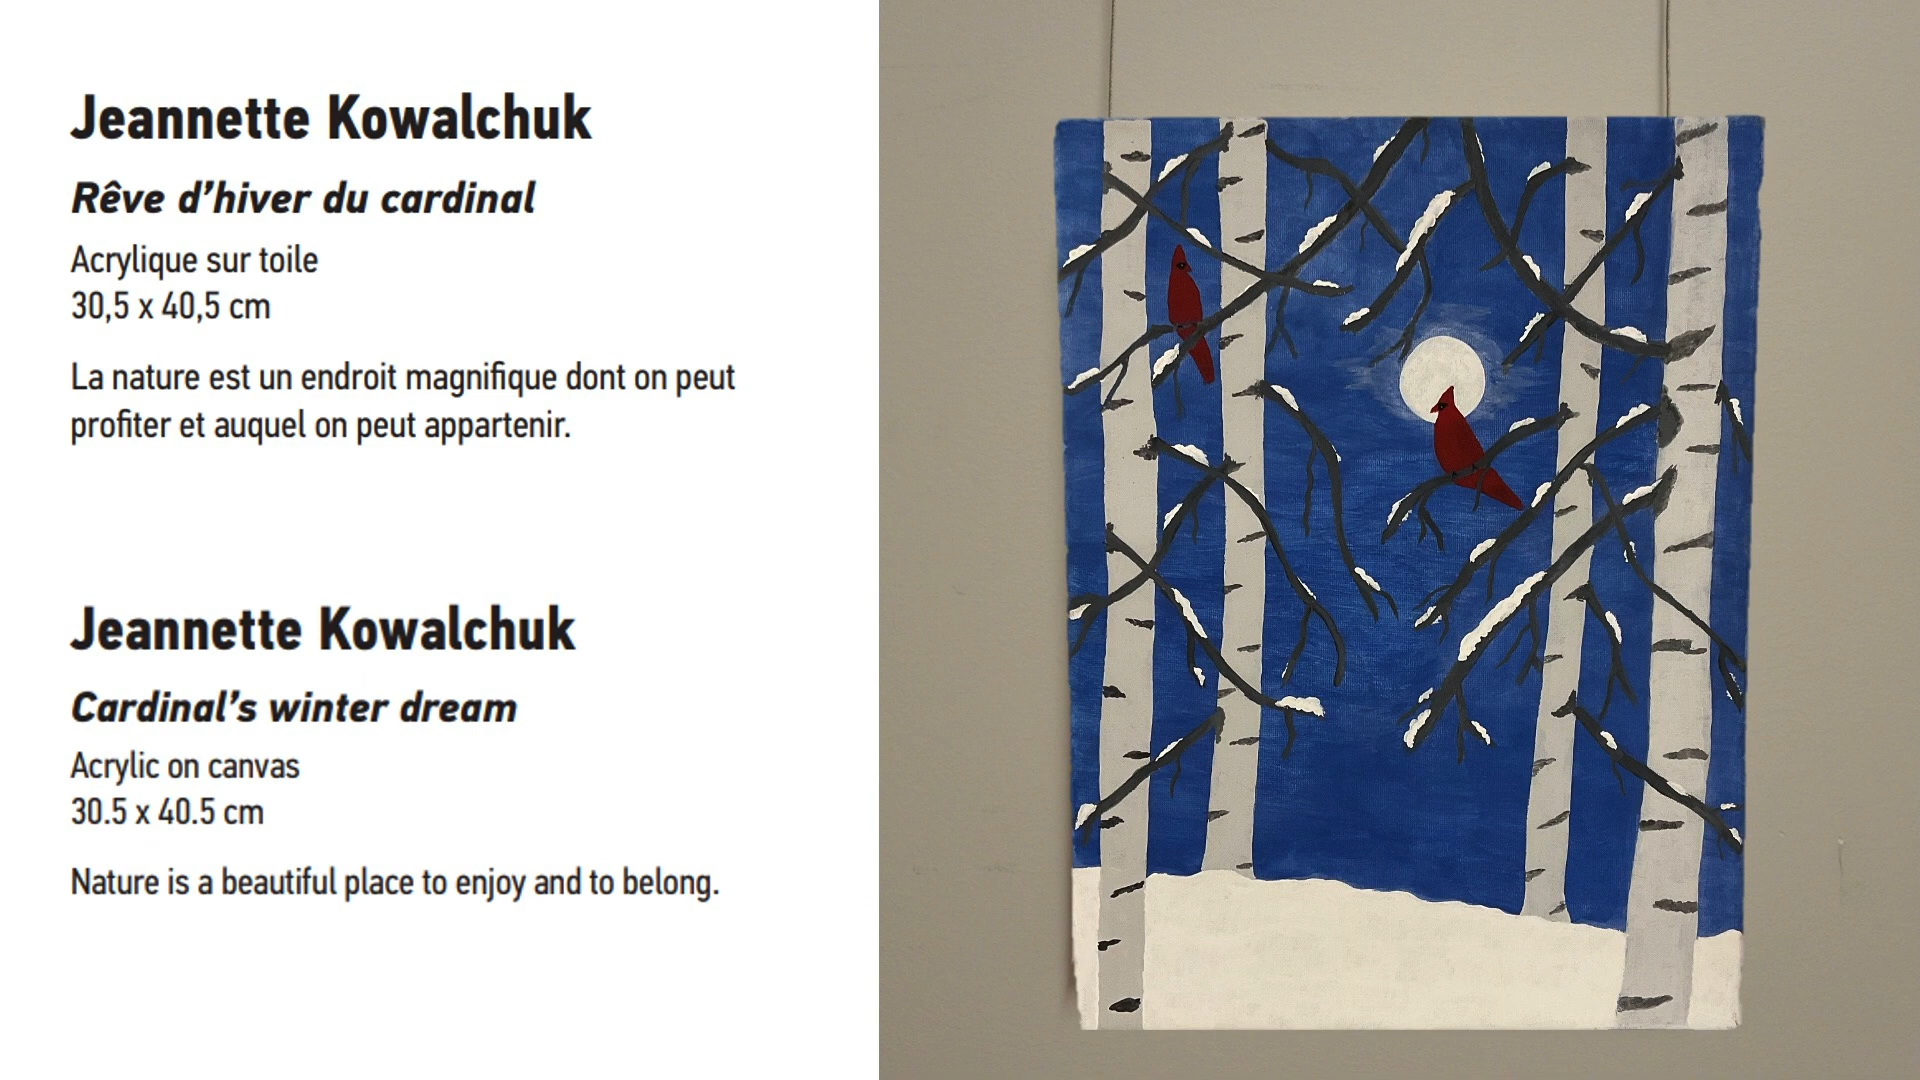 Jeannette Kowalchuk
Rêve d’hiver du cardinal
Acrylique sur toile
30,5 x 40,5 cm
La nature est un endroit magnifique dont on peut
profiter et auquel on peut appartenir.
Jeannette Kowalchuk
Cardinal’s winter dream
Acrylic on canvas
30.5 x 40.5 cm
Nature is a beautiful place to enjoy and to belong.